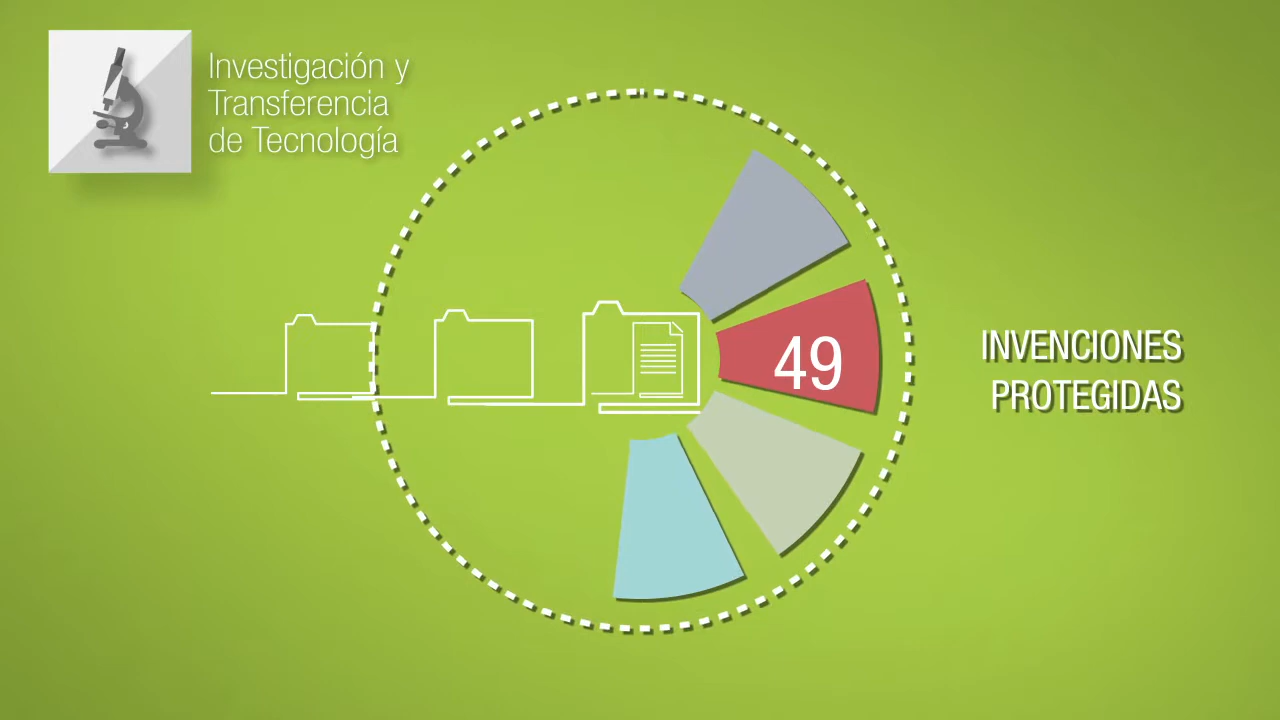 Investigación y
Transferencia
de Tecnología
49
INVENCIONES
PROTEGIDAS